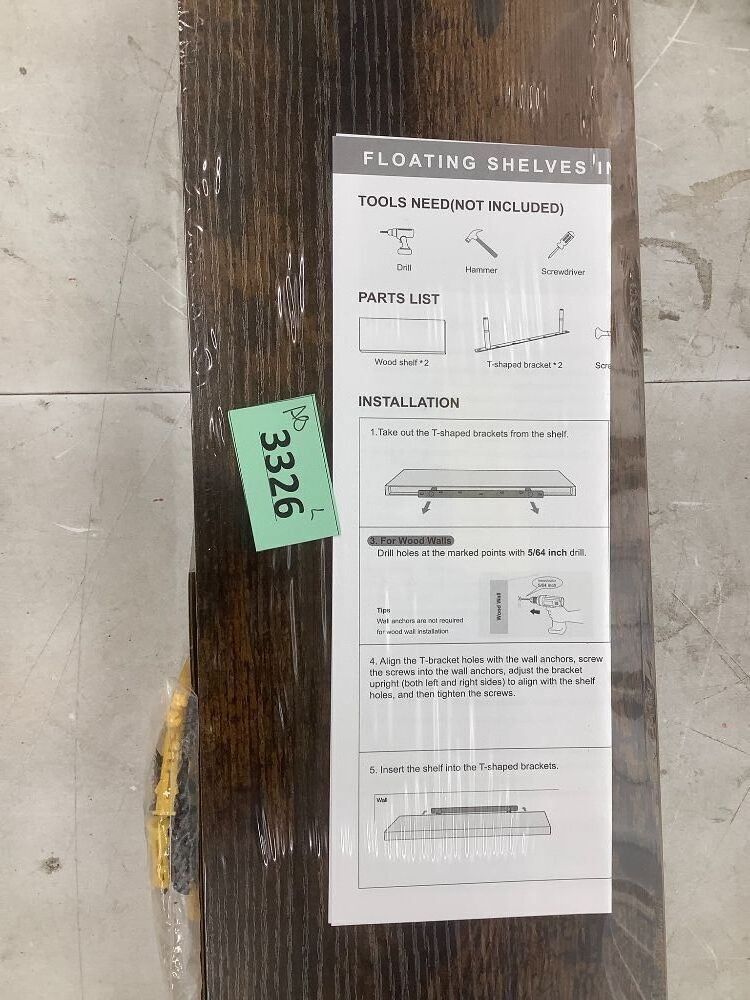 FLOATING SHELVES
TOOLS NEED(NOT INCLUDED)
Drill
Hammer
Screwdriver
PARTS LIST
Wood shelf *2
T-shaped bracket *2
Scre
INSTALLATION
1.Take out the T-shaped brackets from the shelf.
3. For Wood Walls
Drill holes at the marked points with 5/64 inch drill.
5/64 inch
Wood Wall
Tips
Wall anchors are not required
for wood wall installation
4. Align the T-bracket holes with the wall anchors, screw
the screws into the wall anchors, adjust the bracket
upright (both left and right sides) to align with the shelf
holes, and then tighten the screws.
5. Insert the shelf into the T-shaped brackets.
Wall
3326
L